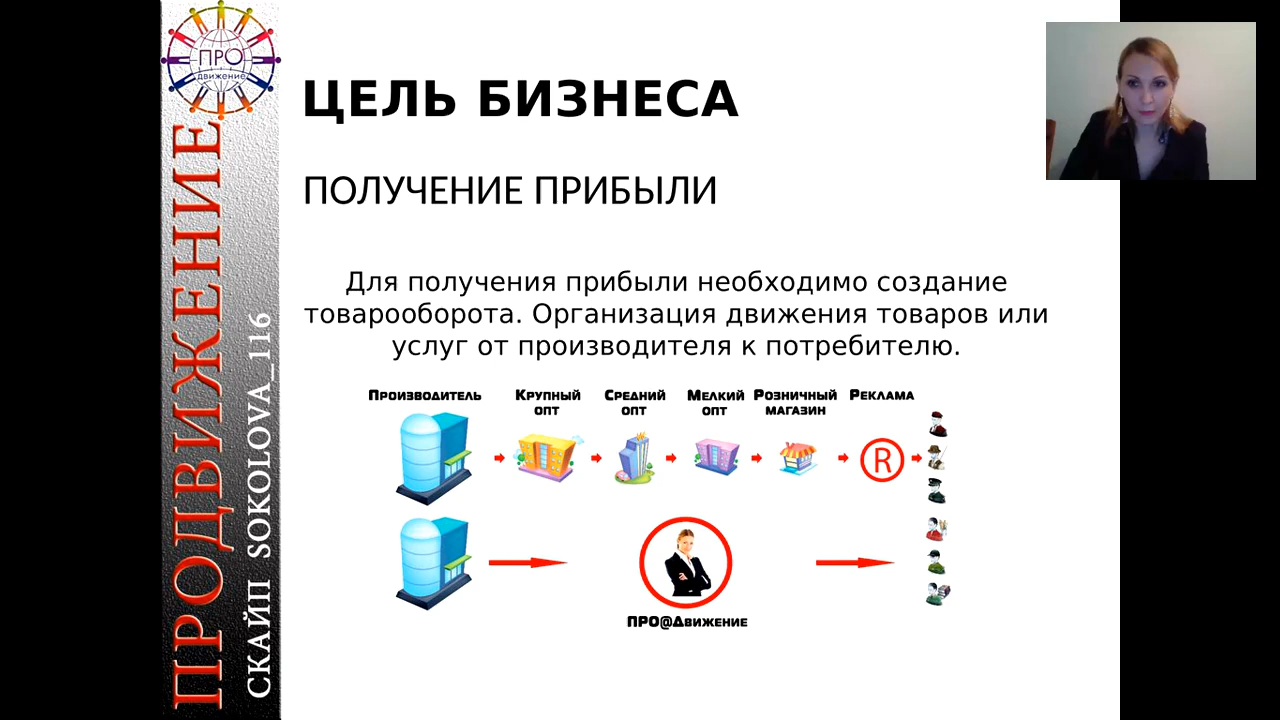 ПРО
движение
ПРОДВИЖЕНИЕ
СКАЙП SOKOLOVA_116
ЦЕЛЬ БИЗНЕСА
ПОЛУЧЕНИЕ ПРИБЫЛИ
Для получения прибыли необходимо создание
товарооборота. Организация движения товаров или
услуг от производителя к потребителю.
Производитель
Крупный
опт
Средний
опт
Мелкий
опт
Розничный
магазин
Реклама
R
ПРО@Движение